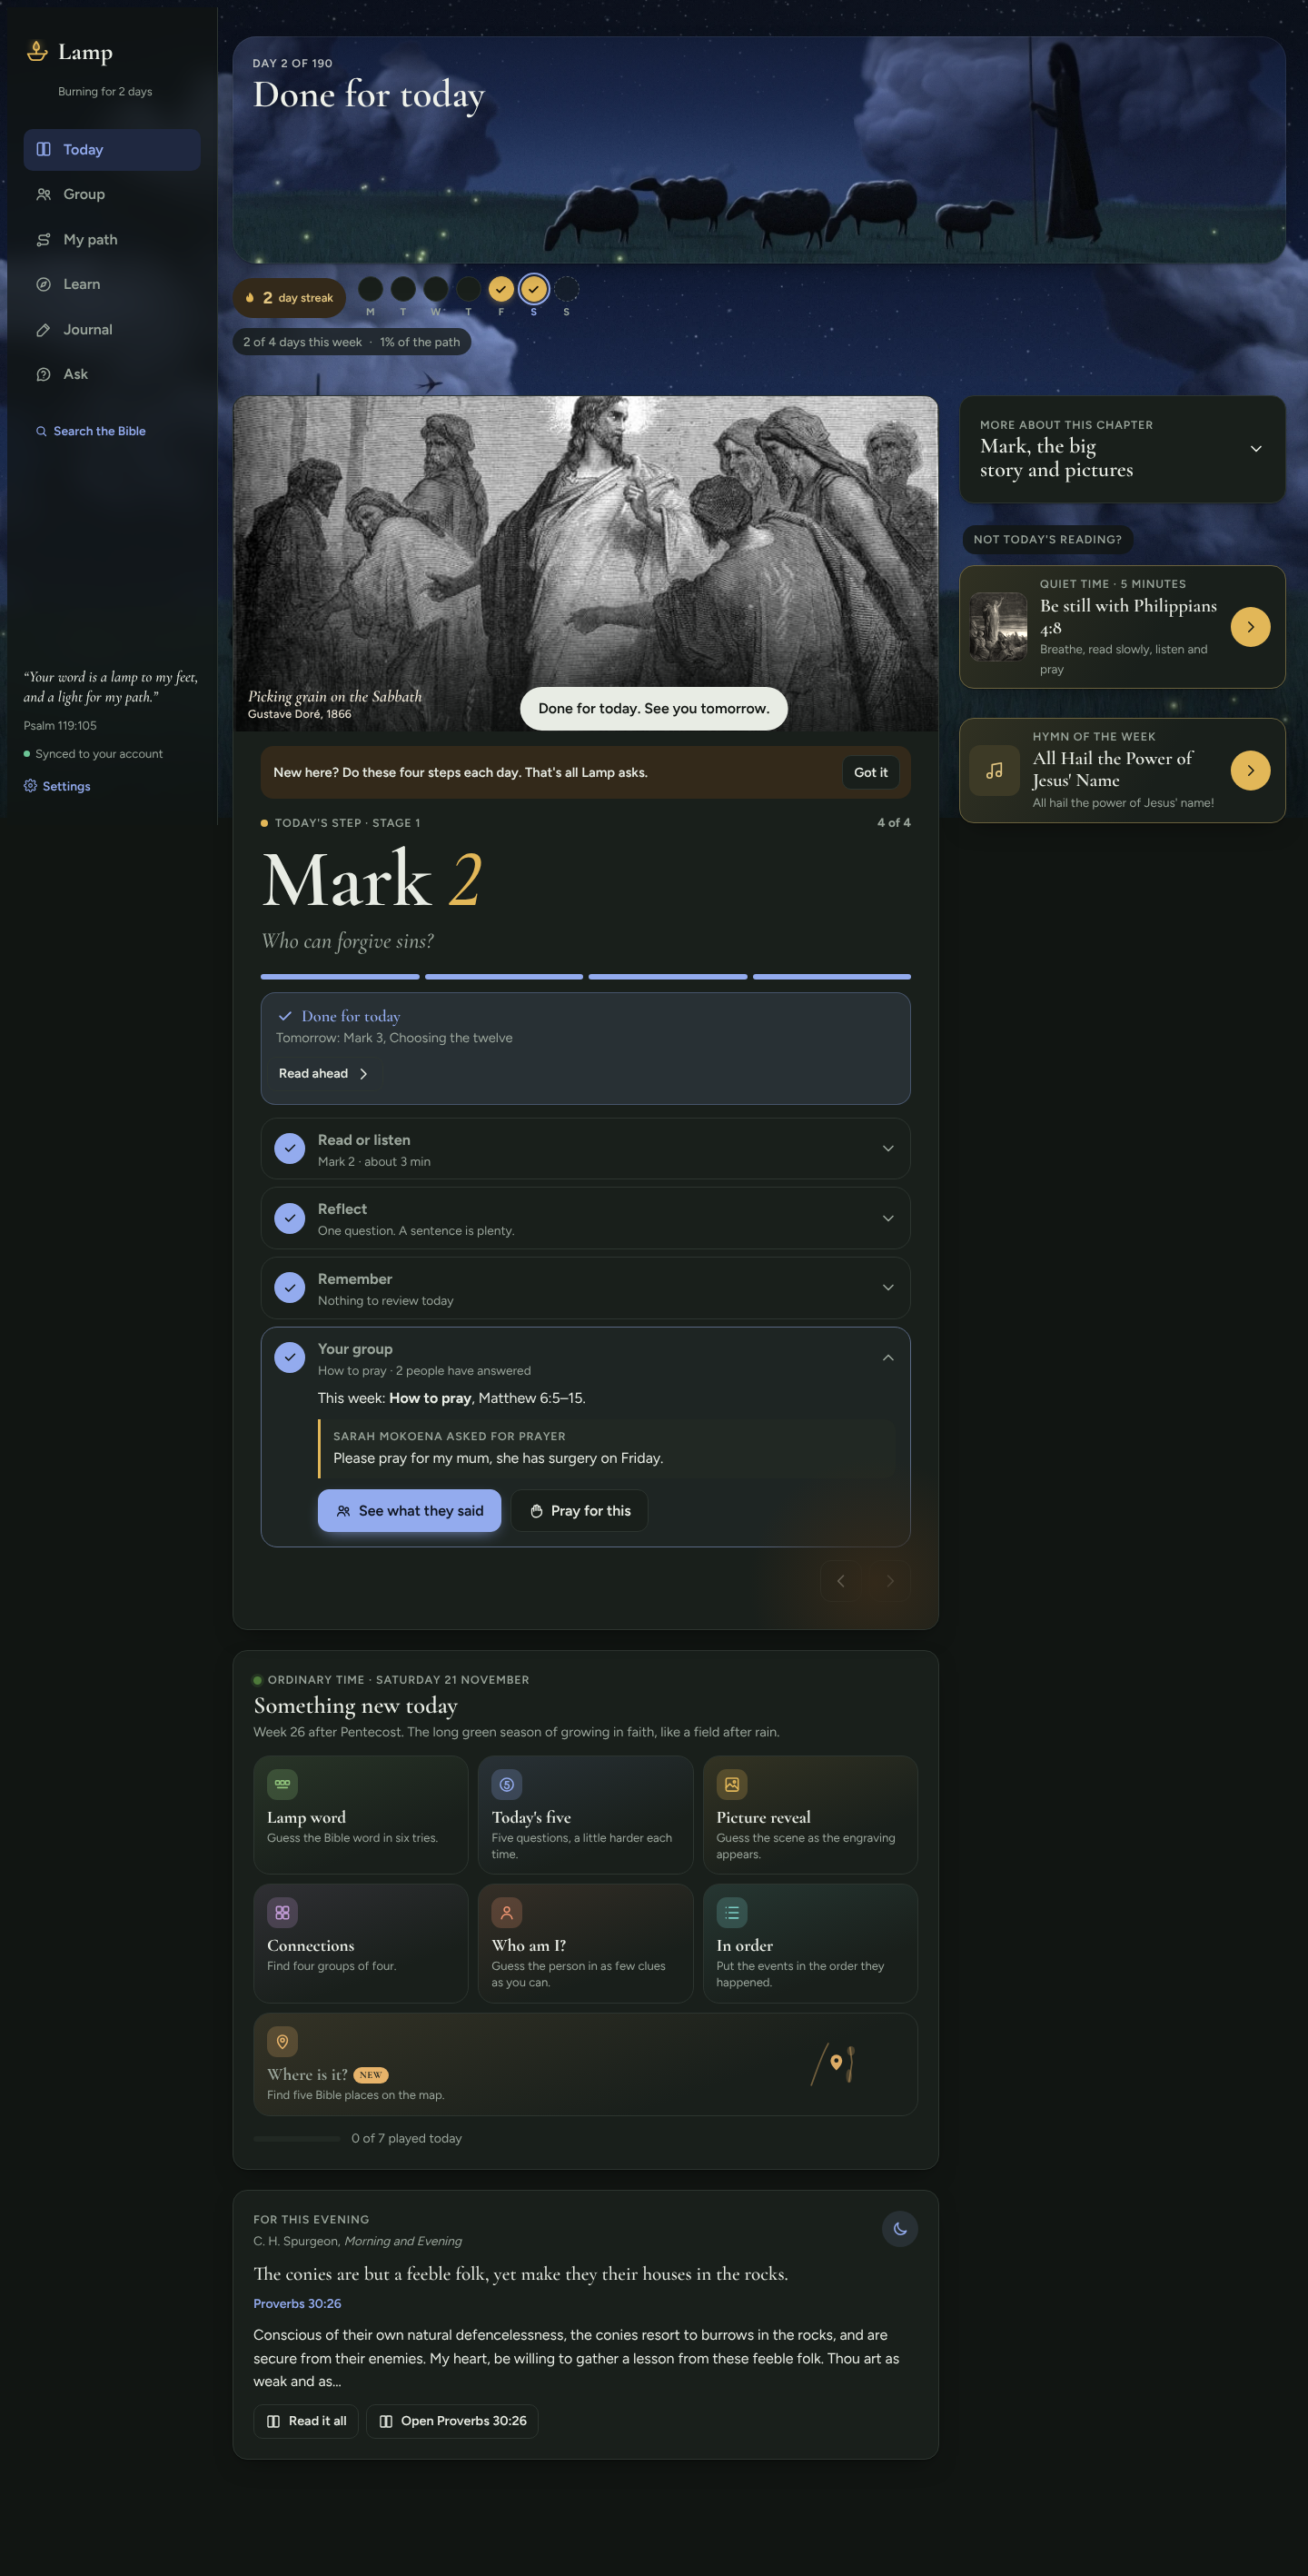 Lamp
Burning for 2 days
Today
Group
My path
Learn
Journal
Ask
Search the Bible
“Your word is a lamp to my feet,
and a light for my path.”
Psalm 119:105
Synced to your account
Settings
DAY 2 OF 190
Done for today
2 day streak
M T W T F S S
2 of 4 days this week · 1% of the path
Picking grain on the Sabbath
Gustave Doré, 1866
Done for today. See you tomorrow.
New here? Do these four steps each day. That's all Lamp asks.
Got it
TODAY'S STEP · STAGE 1
4 of 4
Mark 2
Who can forgive sins?
Done for today
Tomorrow: Mark 3, Choosing the twelve
Read ahead
Read or listen
Mark 2 · about 3 min
Reflect
One question. A sentence is plenty.
Remember
Nothing to review today
Your group
How to pray · 2 people have answered
This week: How to pray, Matthew 6:5–15.
SARAH MOKOENA ASKED FOR PRAYER
Please pray for my mum, she has surgery on Friday.
See what they said
Pray for this
MORE ABOUT THIS CHAPTER
Mark, the big
story and pictures
NOT TODAY'S READING?
QUIET TIME · 5 MINUTES
Be still with Philippians
4:8
Breathe, read slowly, listen and
pray
HYMN OF THE WEEK
All Hail the Power of
Jesus' Name
All hail the power of Jesus' name!
ORDINARY TIME · SATURDAY 21 NOVEMBER
Something new today
Week 26 after Pentecost. The long green season of growing in faith, like a field after rain.
Lamp word
Guess the Bible word in six tries.
5
Today's five
Five questions, a little harder each
time.
Picture reveal
Guess the scene as the engraving
appears.
Connections
Find four groups of four.
Who am I?
Guess the person in as few clues
as you can.
In order
Put the events in the order they
happened.
Where is it? NEW
Find five Bible places on the map.
0 of 7 played today
FOR THIS EVENING
C. H. Spurgeon, Morning and Evening
The conies are but a feeble folk, yet make they their houses in the rocks.
Proverbs 30:26
Conscious of their own natural defencelessness, the conies resort to burrows in the rocks, and are
secure from their enemies. My heart, be willing to gather a lesson from these feeble folk. Thou art as
weak and as…
Read it all
Open Proverbs 30:26